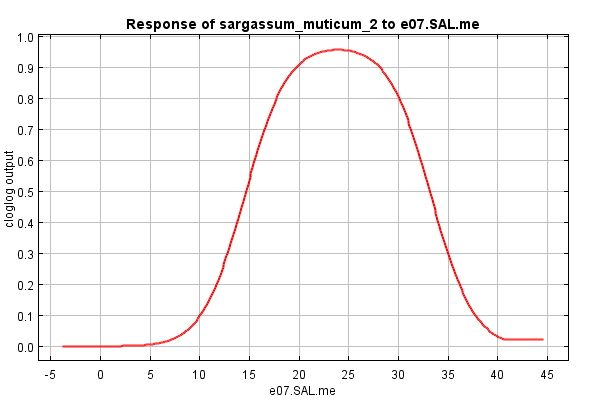 Response of sargassum_muticum_2 to e07.SAL.me
cloglog output
1.0
0.9
0.8
0.7
0.6
0.5
0.4
0.3
0.2
0.1
0.0
-5 0 5 10 15 20 25 30 35 40 45
e07.SAL.me